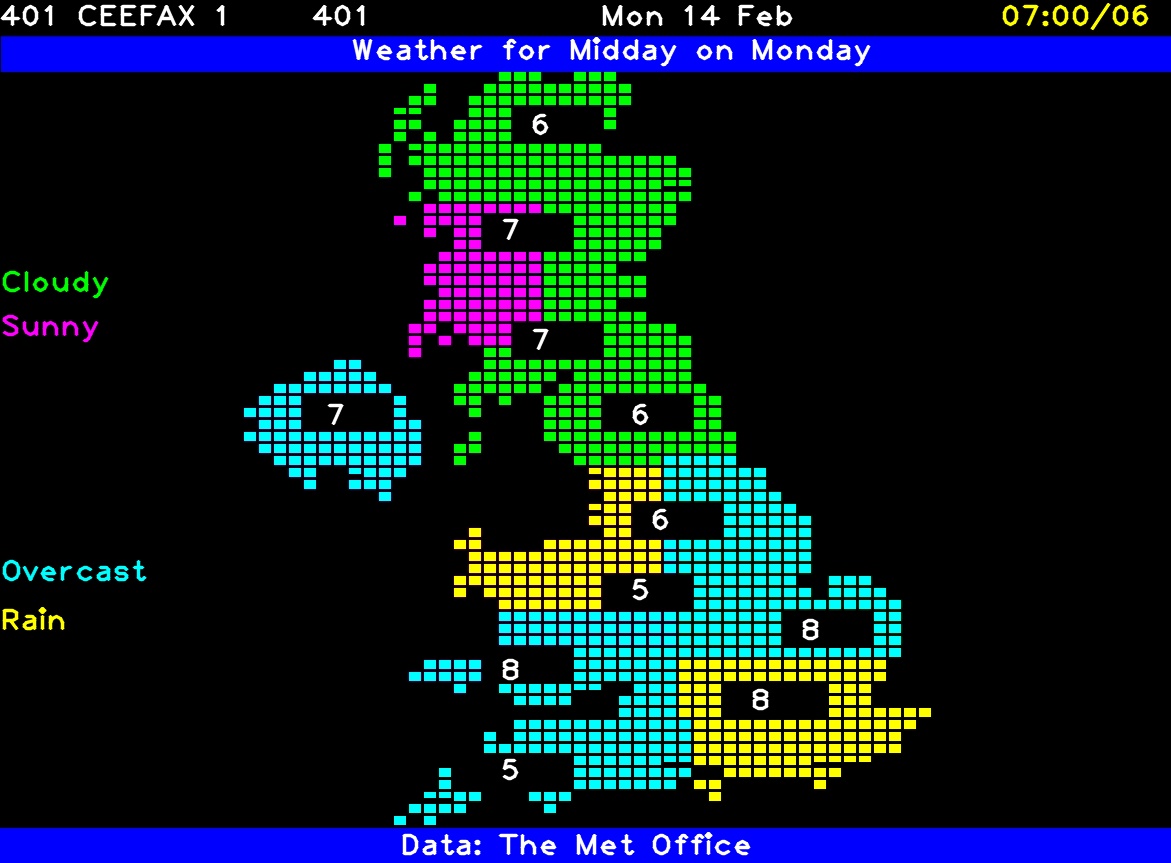 401 CEEFAX 1 401 Mon 14 Feb 07:00/06
Weather for Midday on Monday
6
7
Cloudy
Sunny
7
7 6
6
Overcast
5
Rain
8
8
8
5
Data: The Met Office